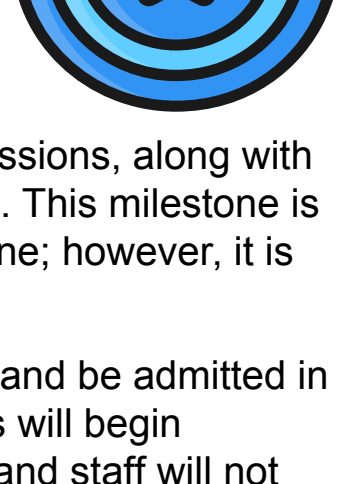 ssions, along with
. This milestone is
ne; however, it is
and be admitted in
s will begin
and staff will not